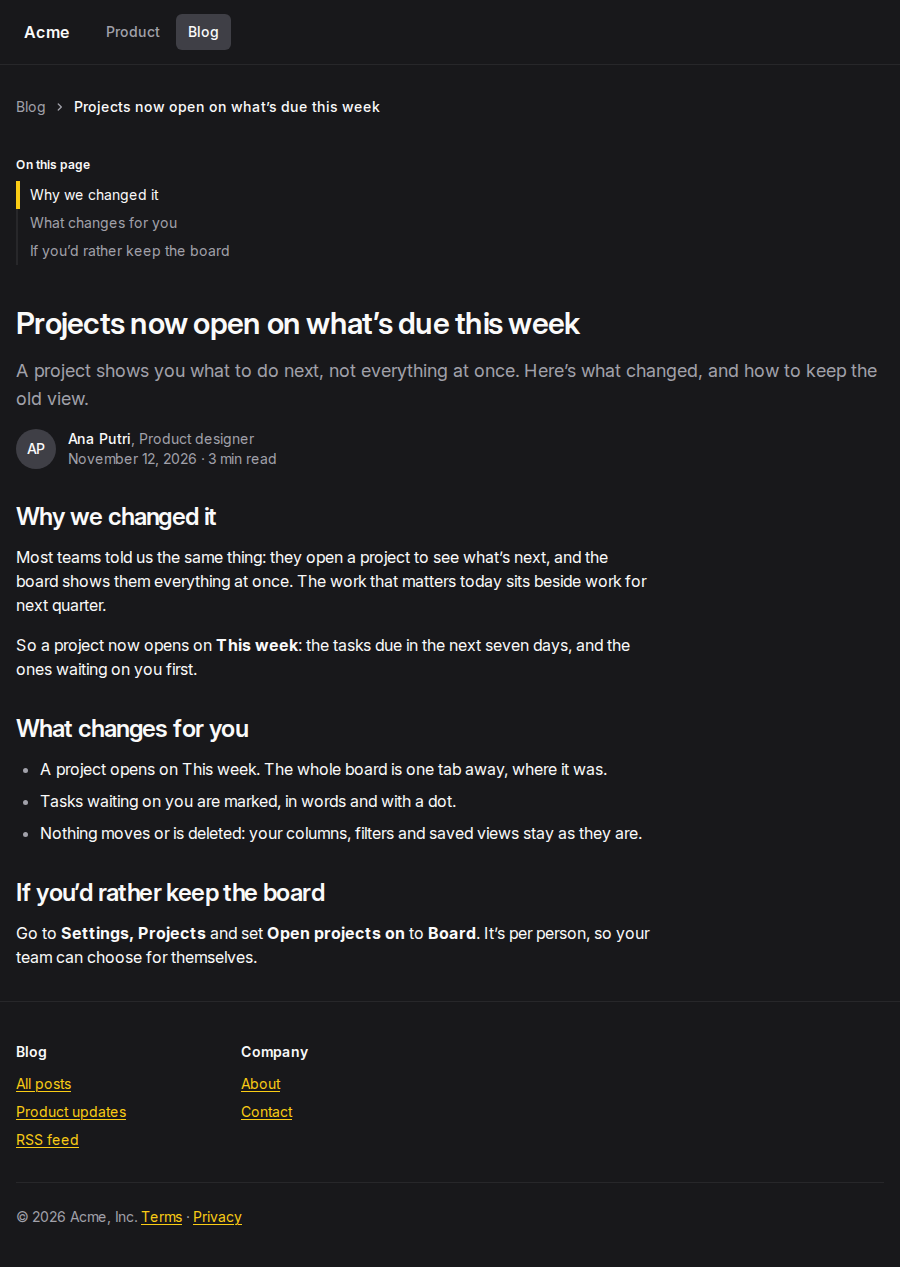 Acme Product Blog
Blog › Projects now open on what’s due this week
On this page
Why we changed it
What changes for you
If you’d rather keep the board
Projects now open on what’s due this week
A project shows you what to do next, not everything at once. Here’s what changed, and how to keep the
old view.
AP
Ana Putri, Product designer
November 12, 2026 · 3 min read
Why we changed it
Most teams told us the same thing: they open a project to see what’s next, and the
board shows them everything at once. The work that matters today sits beside work for
next quarter.
So a project now opens on This week: the tasks due in the next seven days, and the
ones waiting on you first.
What changes for you
• A project opens on This week. The whole board is one tab away, where it was.
• Tasks waiting on you are marked, in words and with a dot.
• Nothing moves or is deleted: your columns, filters and saved views stay as they are.
If you’d rather keep the board
Go to Settings, Projects and set Open projects on to Board. It’s per person, so your
team can choose for themselves.
Blog
All posts
Product updates
RSS feed
Company
About
Contact
© 2026 Acme, Inc. Terms · Privacy